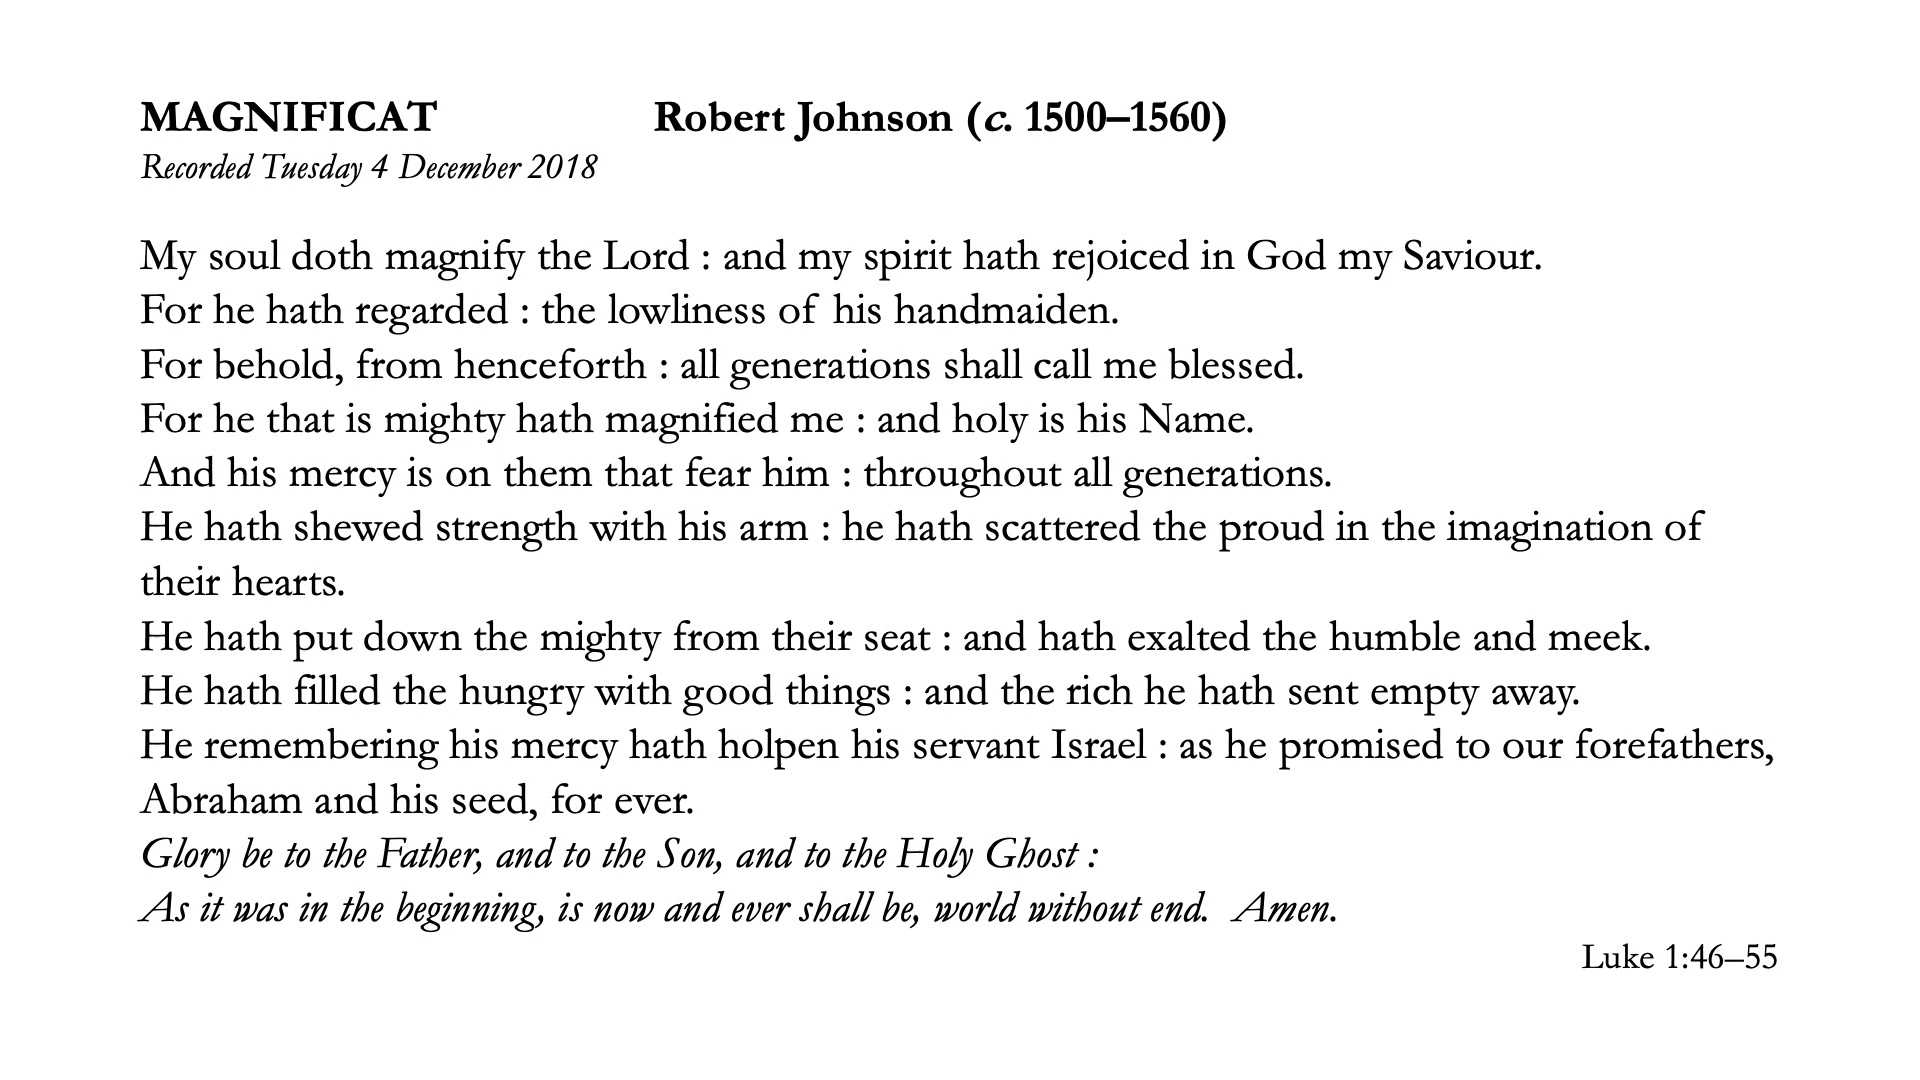 MAGNIFICAT Robert Johnson (c. 1500–1560)
Recorded Tuesday 4 December 2018
My soul doth magnify the Lord : and my spirit hath rejoiced in God my Saviour.
For he hath regarded : the lowliness of his handmaiden.
For behold, from henceforth : all generations shall call me blessed.
For he that is mighty hath magnified me : and holy is his Name.
And his mercy is on them that fear him : throughout all generations.
He hath shewed strength with his arm : he hath scattered the proud in the imagination of
their hearts.
He hath put down the mighty from their seat : and hath exalted the humble and meek.
He hath filled the hungry with good things : and the rich he hath sent empty away.
He remembering his mercy hath holpen his servant Israel : as he promised to our forefathers,
Abraham and his seed, for ever.
Glory be to the Father, and to the Son, and to the Holy Ghost :
As it was in the beginning, is now and ever shall be, world without end. Amen.
Luke 1:46–55